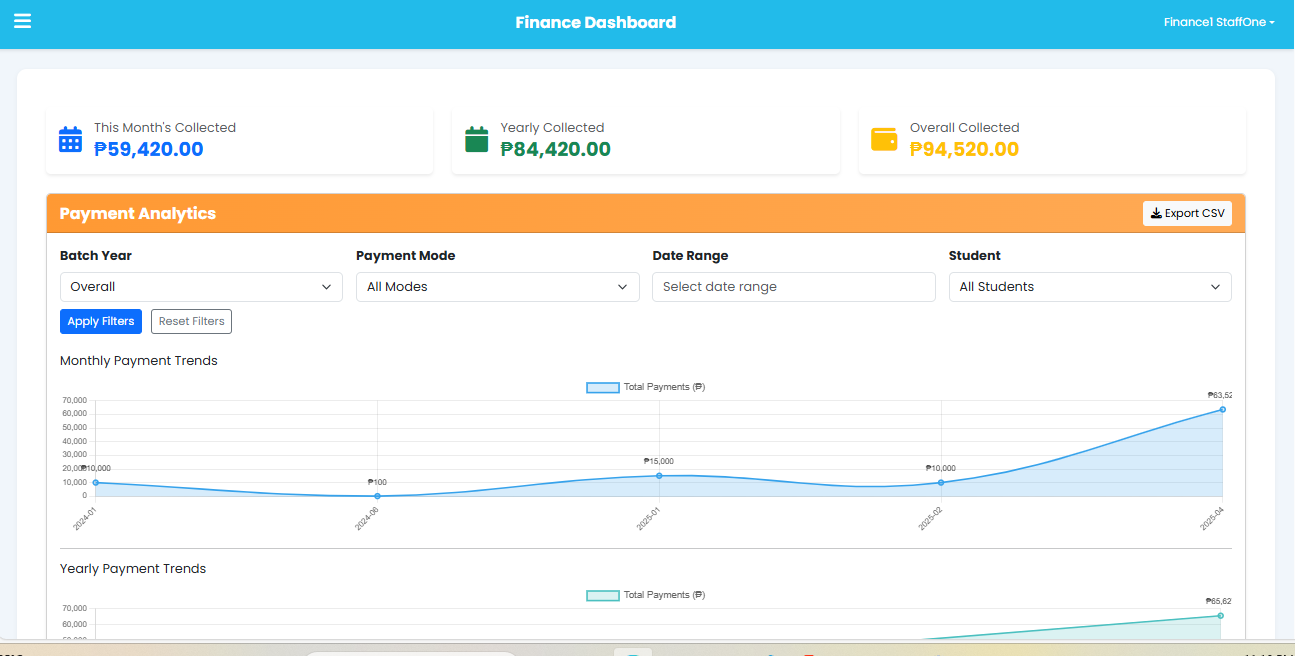 Finance Dashboard
Finance1 StaffOne
This Month's Collected
₱59,420.00
Yearly Collected
₱84,420.00
Overall Collected
₱94,520.00
Payment Analytics
Export CSV
Batch Year
Payment Mode
Date Range
Student
Overall
All Modes
Select date range
All Students
Apply Filters
Reset Filters
Monthly Payment Trends
Total Payments (₱)
₱63,52
70,000
60,000
50,000
40,000
30,000
20,000
10,000
0
₱10,000
₱100
₱15,000
₱10,000
2024-01
2024-06
2025-01
2025-02
2025-04
Yearly Payment Trends
Total Payments (₱)
₱65,62
70,000
60,000